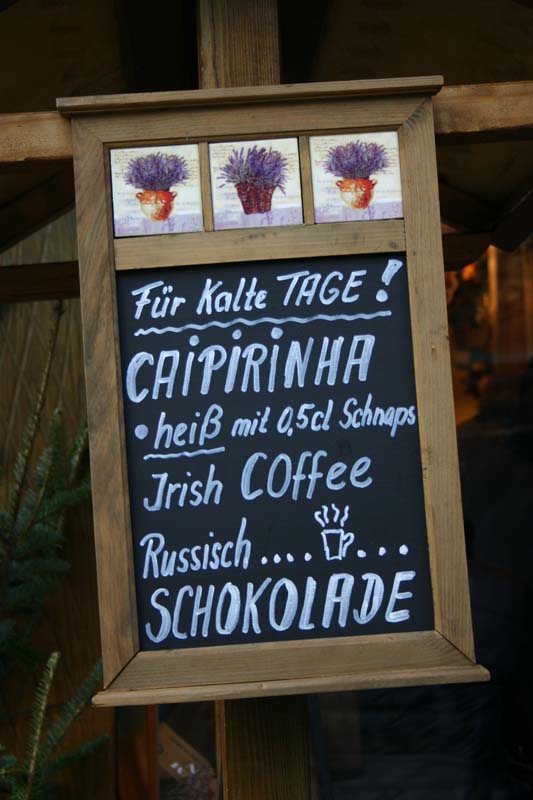 Für Kalte TAGE!
CAIPIRINHA
• heiß mit 0,5cl Schnaps
Irish COffee
Russisch .... ...
SCHOKOLADE